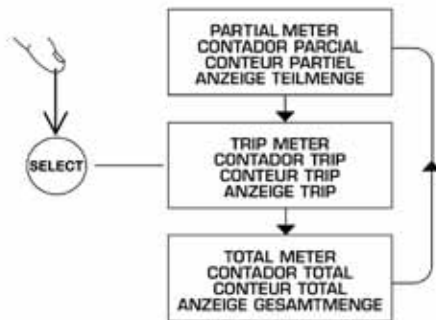 PARTIAL METER
CONTADOR PARCIAL
CONTEUR PARTIEL
ANZEIGE TEILMENGE
SELECT
TRIP METER
CONTADOR TRIP
CONTEUR TRIP
ANZEIGE TRIP
TOTAL METER
CONTADOR TOTAL
CONTEUR TOTAL
ANZEIGE GESAMTMENGE